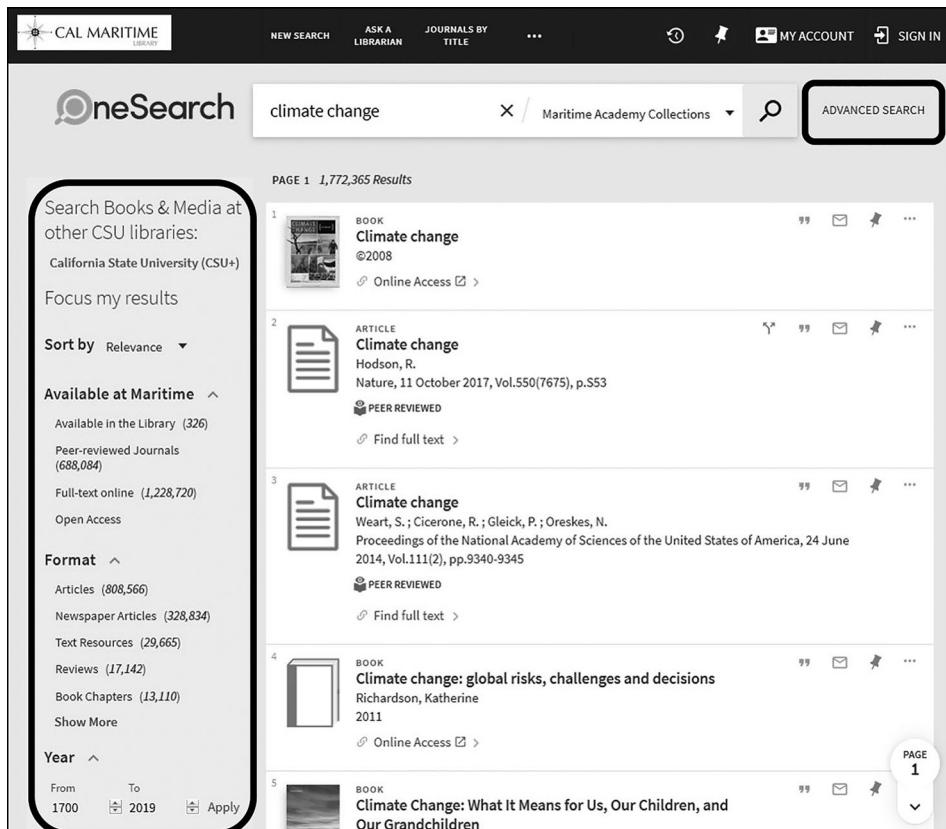 CAL MARITIME
LIBRARY
NEW SEARCH
ASK A
LIBRARIAN
JOURNALS BY
TITLE
...
MY ACCOUNT
SIGN IN
OneSearch
climate change
Maritime Academy Collections
ADVANCED SEARCH
PAGE 1 1,772,365 Results
Search Books & Media at
other CSU libraries:
California State University (CSU+)
Focus my results
Sort by Relevance
Available at Maritime
Available in the Library (326)
Peer-reviewed Journals
(688,084)
Full-text online (1,228,720)
Open Access
Format
Articles (808,566)
Newspaper Articles (328,834)
Text Resources (29,665)
Reviews (17,142)
Book Chapters (13,110)
Show More
Year
From To
1700 2019 Apply
1
CLIMATE
CHANGE
BOOK
Climate change
©2008
Online Access
2
ARTICLE
Climate change
Hodson, R.
Nature, 11 October 2017, Vol.550(7675), p.S53
PEER REVIEWED
Find full text
3
ARTICLE
Climate change
Weart, S. ; Cicerone, R. ; Gleick, P. ; Oreskes, N.
Proceedings of the National Academy of Sciences of the United States of America, 24 June
2014, Vol.111(2), pp.9340-9345
PEER REVIEWED
Find full text
4
BOOK
Climate change: global risks, challenges and decisions
Richardson, Katherine
2011
Online Access
5
BOOK
Climate Change: What It Means for Us, Our Children, and
Our Grandchildren
PAGE
1